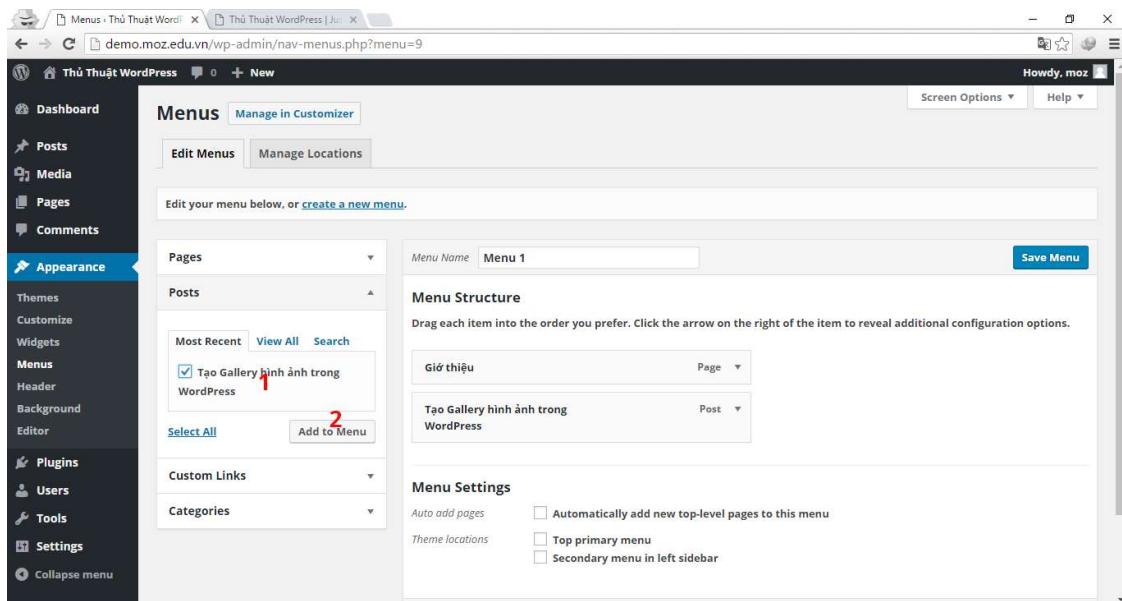 Menus ‹ Thủ Thuật WordP
Thủ Thuật WordPress | Jus
demo.moz.edu.vn/wp-admin/nav-menus.php?menu=9
Thủ Thuật WordPress 0 + New
Howdy, moz
Dashboard
Posts
Media
Pages
Comments
Appearance
Themes
Customize
Widgets
Menus
Header
Background
Editor
Plugins
Users
Tools
Settings
Collapse menu
Screen Options
Help
Menus
Manage in Customizer
Edit Menus
Manage Locations
Edit your menu below, or create a new menu.
Pages
Posts
Most Recent View All Search
Tạo Gallery hình ảnh trong
WordPress
1
2
Select All
Add to Menu
Custom Links
Categories
Menu Name Menu 1
Save Menu
Menu Structure
Drag each item into the order you prefer. Click the arrow on the right of the item to reveal additional configuration options.
Giớ thiệu Page
Tạo Gallery hình ảnh trong Post
WordPress
Menu Settings
Auto add pages Automatically add new top-level pages to this menu
Theme locations Top primary menu
Secondary menu in left sidebar